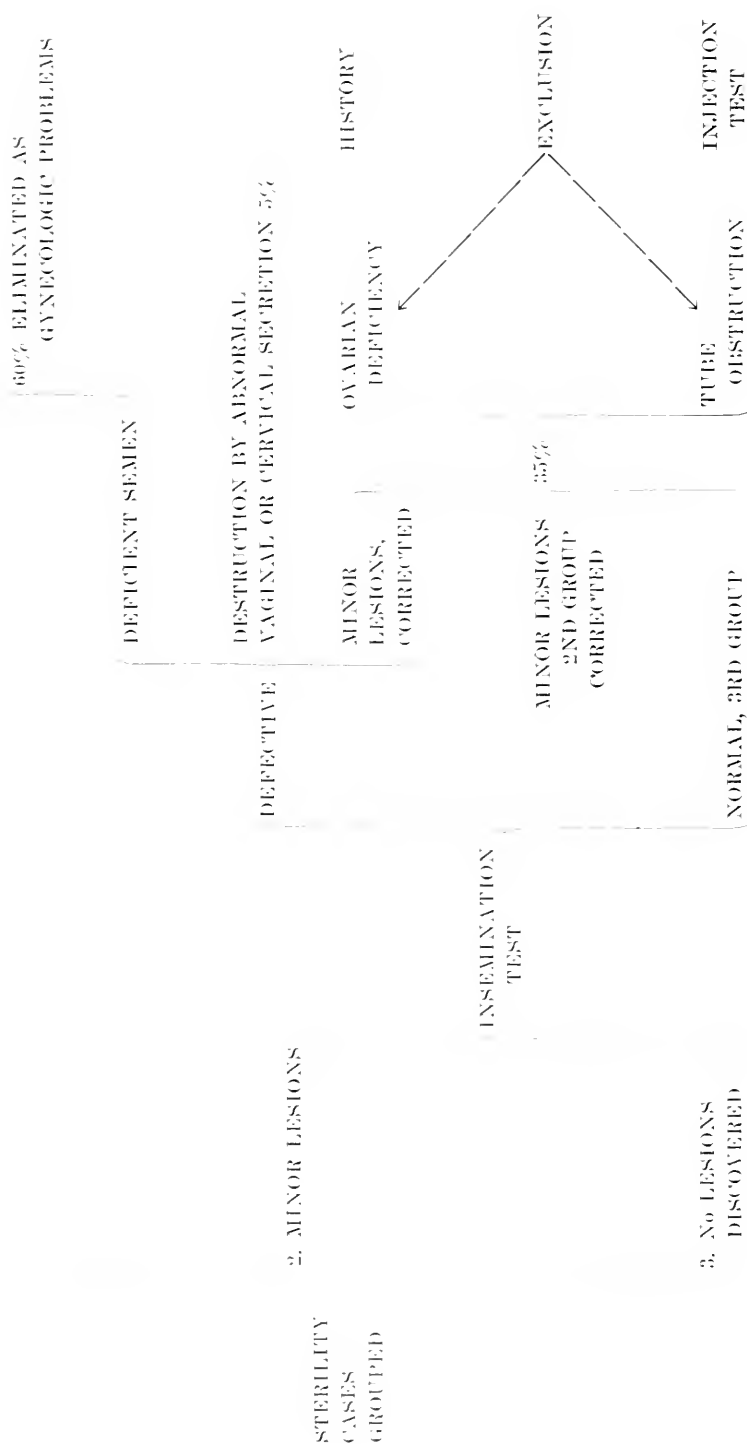 STERILITY
CASES
GROUPED
2. MINOR LESIONS
3. No LESIONS
DISCOVERED
INSEMINATION
TEST
DEFECTIVE
NORMAL, 3RD GROUP
DEFICIENT SEMEN
DESTRUCTION BY ABNORMAL
VAGINAL OR CERVICAL SECRETION 5%
MINOR
LESIONS,
CORRECTED
MINOR LESIONS
2ND GROUP
CORRECTED
35%
60% ELIMINATED AS
GYNECOLOGIC PROBLEMS
OVARIAN
DEFICIENCY
TUBE
OBSTRUCTION
HISTORY
EXCLUSION
INJECTION
TEST